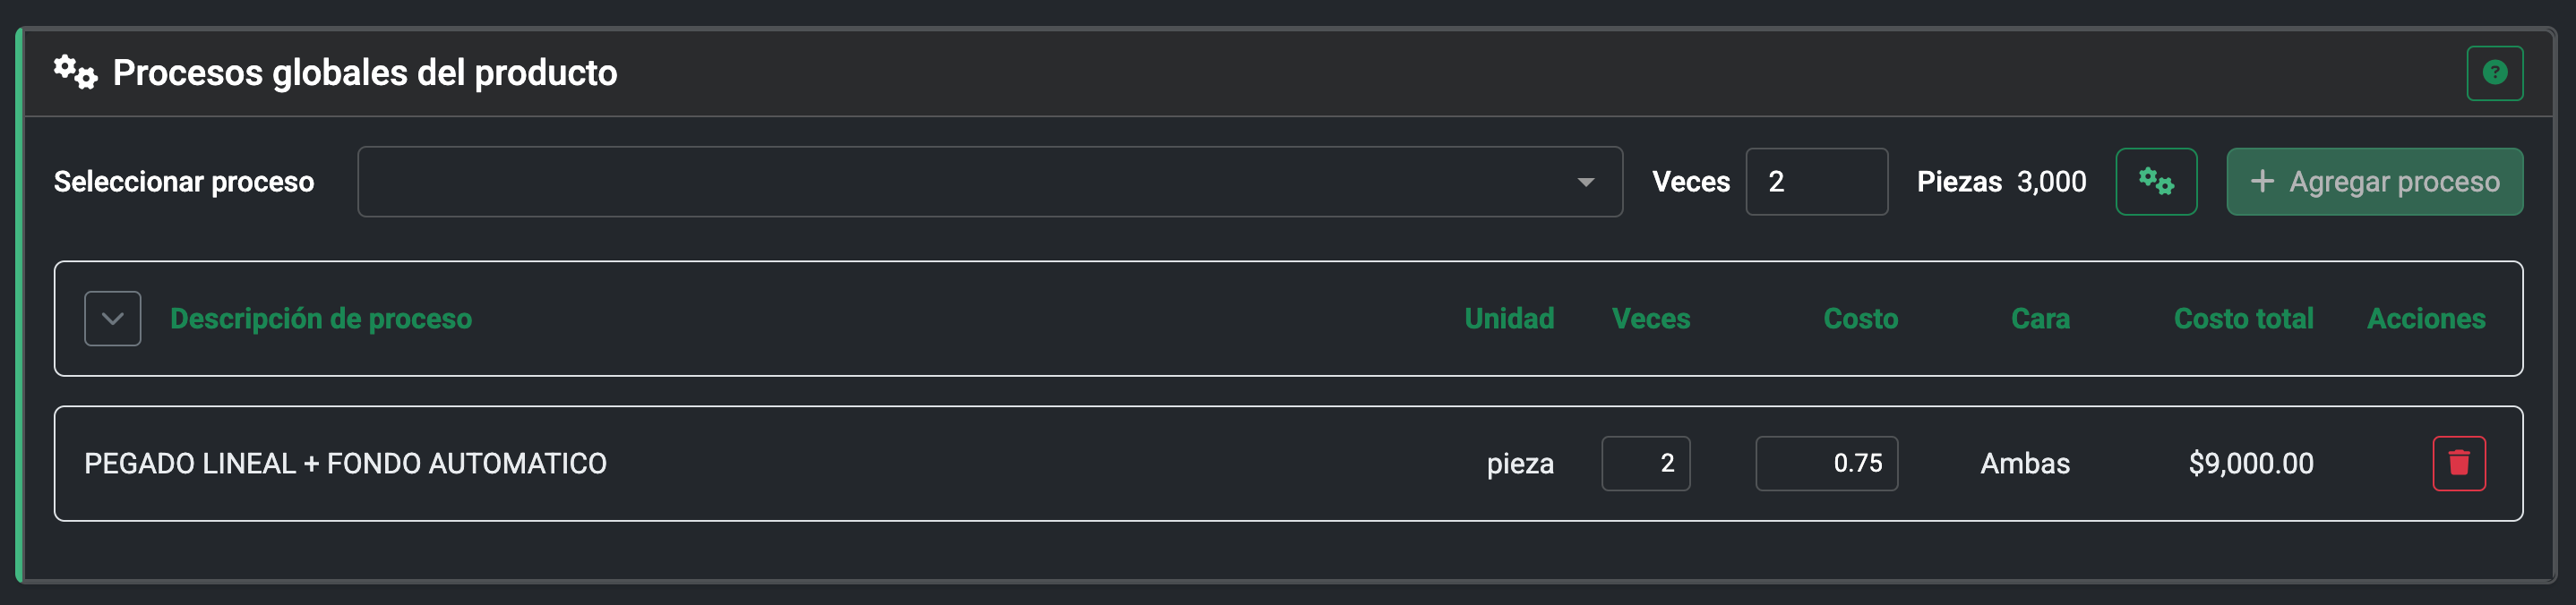 Procesos globales del producto
?
Seleccionar proceso Veces 2 Piezas 3,000 + Agregar proceso
Descripción de proceso Unidad Veces Costo Cara Costo total Acciones
PEGADO LINEAL + FONDO AUTOMATICO pieza 2 0.75 Ambas $9,000.00